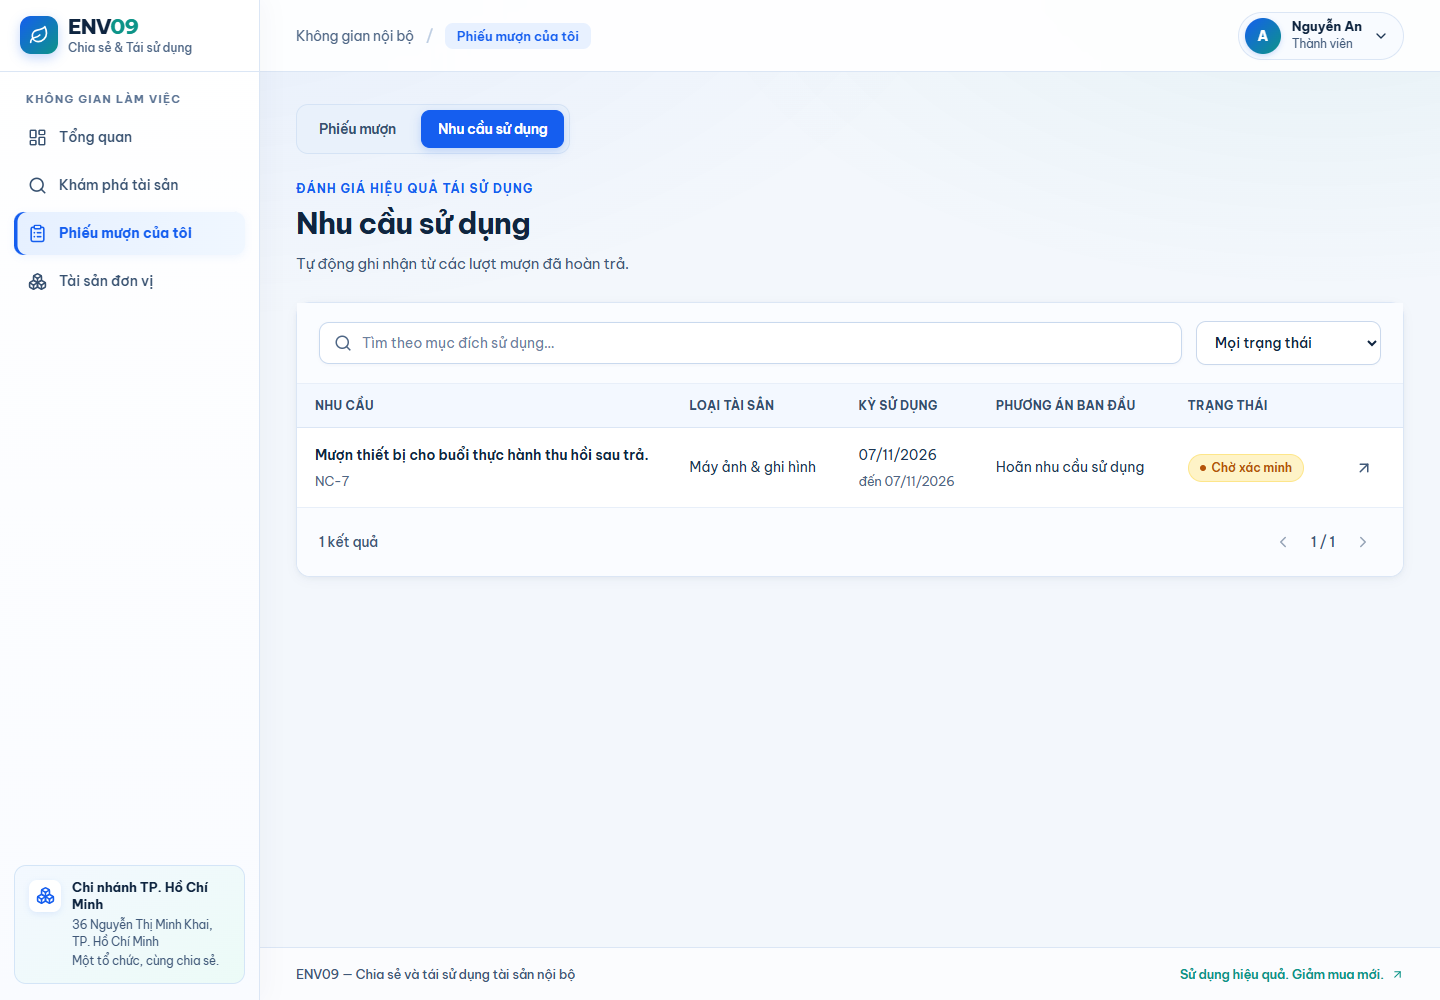 ENV09
Chia sẻ & Tái sử dụng
Không gian nội bộ / Phiếu mượn của tôi
A
Nguyễn An
Thành viên
KHÔNG GIAN LÀM VIỆC
Tổng quan
Khám phá tài sản
Phiếu mượn của tôi
Tài sản đơn vị
Phiếu mượn
Nhu cầu sử dụng
ĐÁNH GIÁ HIỆU QUẢ TÁI SỬ DỤNG
Nhu cầu sử dụng
Tự động ghi nhận từ các lượt mượn đã hoàn trả.
Tìm theo mục đích sử dụng...
Mọi trạng thái
NHU CẦU LOẠI TÀI SẢN KỲ SỬ DỤNG PHƯƠNG ÁN BAN ĐẦU TRẠNG THÁI
Mượn thiết bị cho buổi thực hành thu hồi sau trả.
NC-7
Máy ảnh & ghi hình
07/11/2026
đến 07/11/2026
Hoãn nhu cầu sử dụng
Chờ xác minh
1 kết quả
1 / 1
Chi nhánh TP. Hồ Chí
Minh
36 Nguyễn Thị Minh Khai,
TP. Hồ Chí Minh
Một tổ chức, cùng chia sẻ.
ENV09 — Chia sẻ và tái sử dụng tài sản nội bộ
Sử dụng hiệu quả. Giảm mua mới.